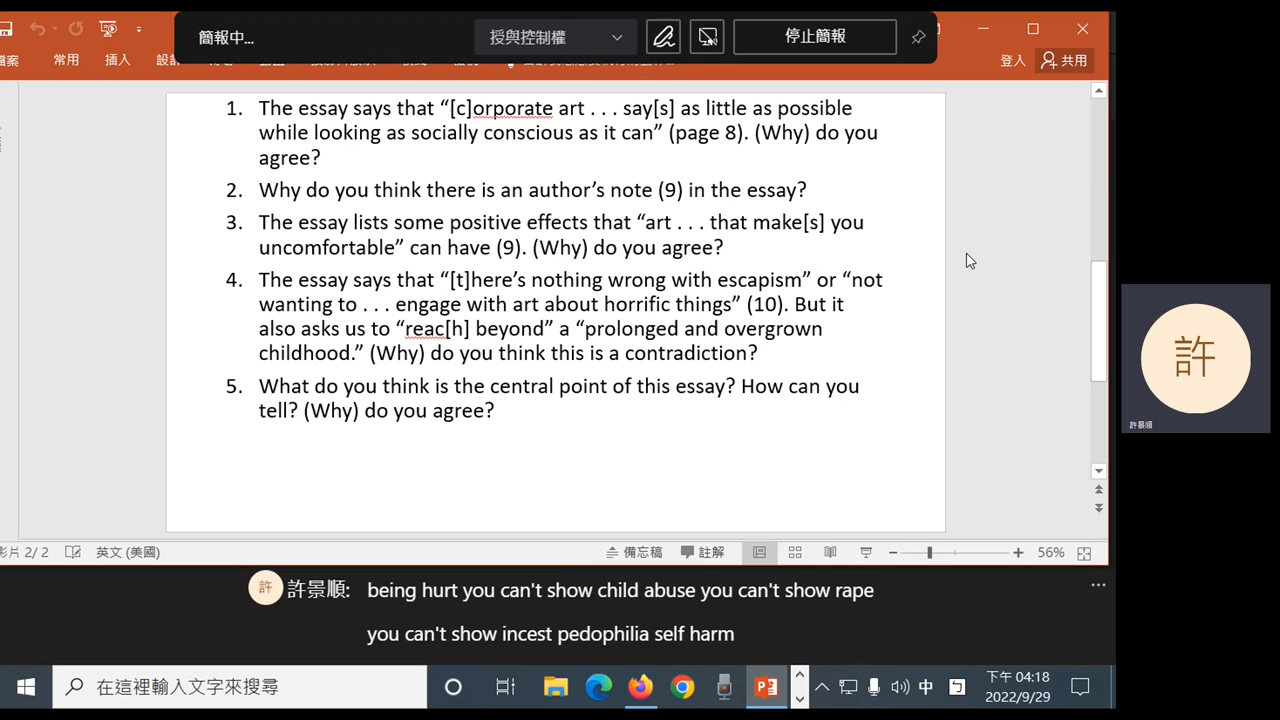 簡報中...
授與控制權
停止簡報
檔案
常用
插入
登入
共用
1. The essay says that “[c]orporate art . . . say[s] as little as possible
while looking as socially conscious as it can” (page 8). (Why) do you
agree?
2. Why do you think there is an author’s note (9) in the essay?
3. The essay lists some positive effects that “art . . . that make[s] you
uncomfortable” can have (9). (Why) do you agree?
4. The essay says that “[t]here’s nothing wrong with escapism” or “not
wanting to . . . engage with art about horrific things” (10). But it
also asks us to “reac[h] beyond” a “prolonged and overgrown
childhood.” (Why) do you think this is a contradiction?
5. What do you think is the central point of this essay? How can you
tell? (Why) do you agree?
許
許景順
影片 2/ 2
英文 (美國)
備忘稿
註解
56%
許
許景順:
being hurt you can't show child abuse you can't show rape
you can't show incest pedophilia self harm
在這裡輸入文字來搜尋
中
下午 04:18
2022/9/29